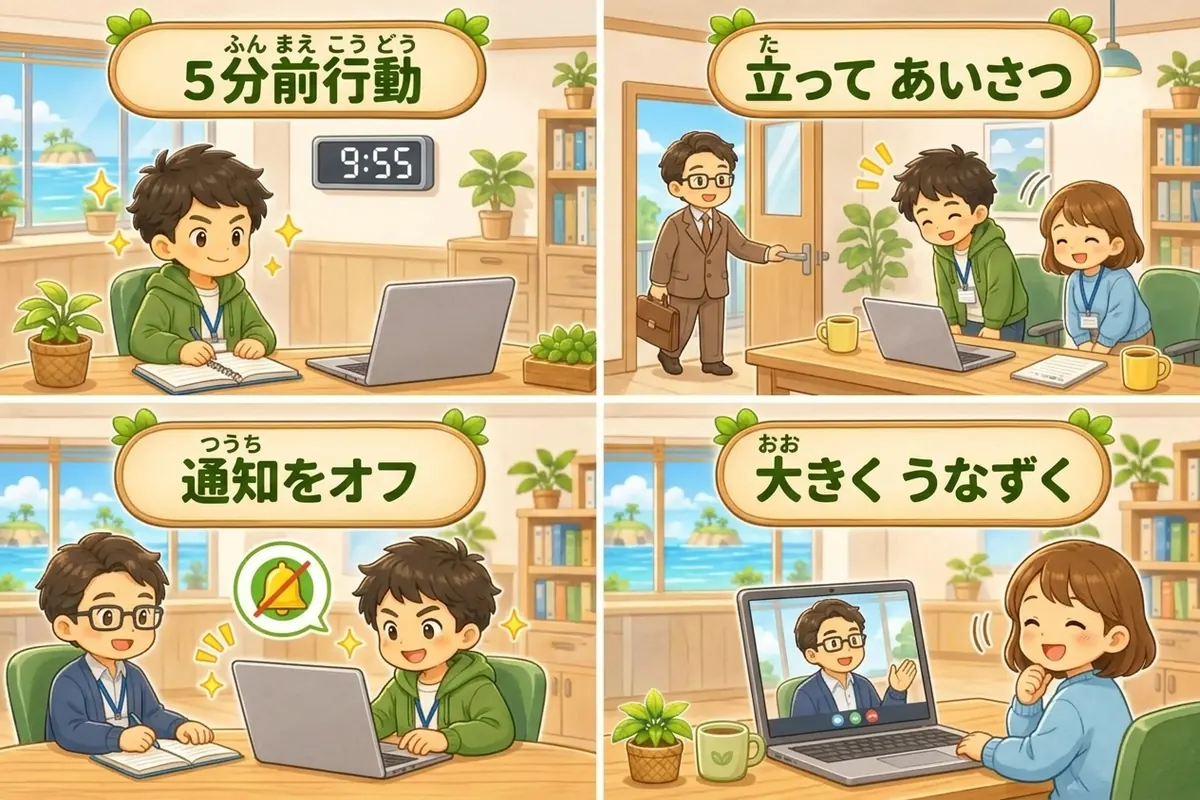 ふん まえ こう どう
5分前行動
9:55
た
立って あいさつ
つうち
通知をオフ
おお
大きく うなずく